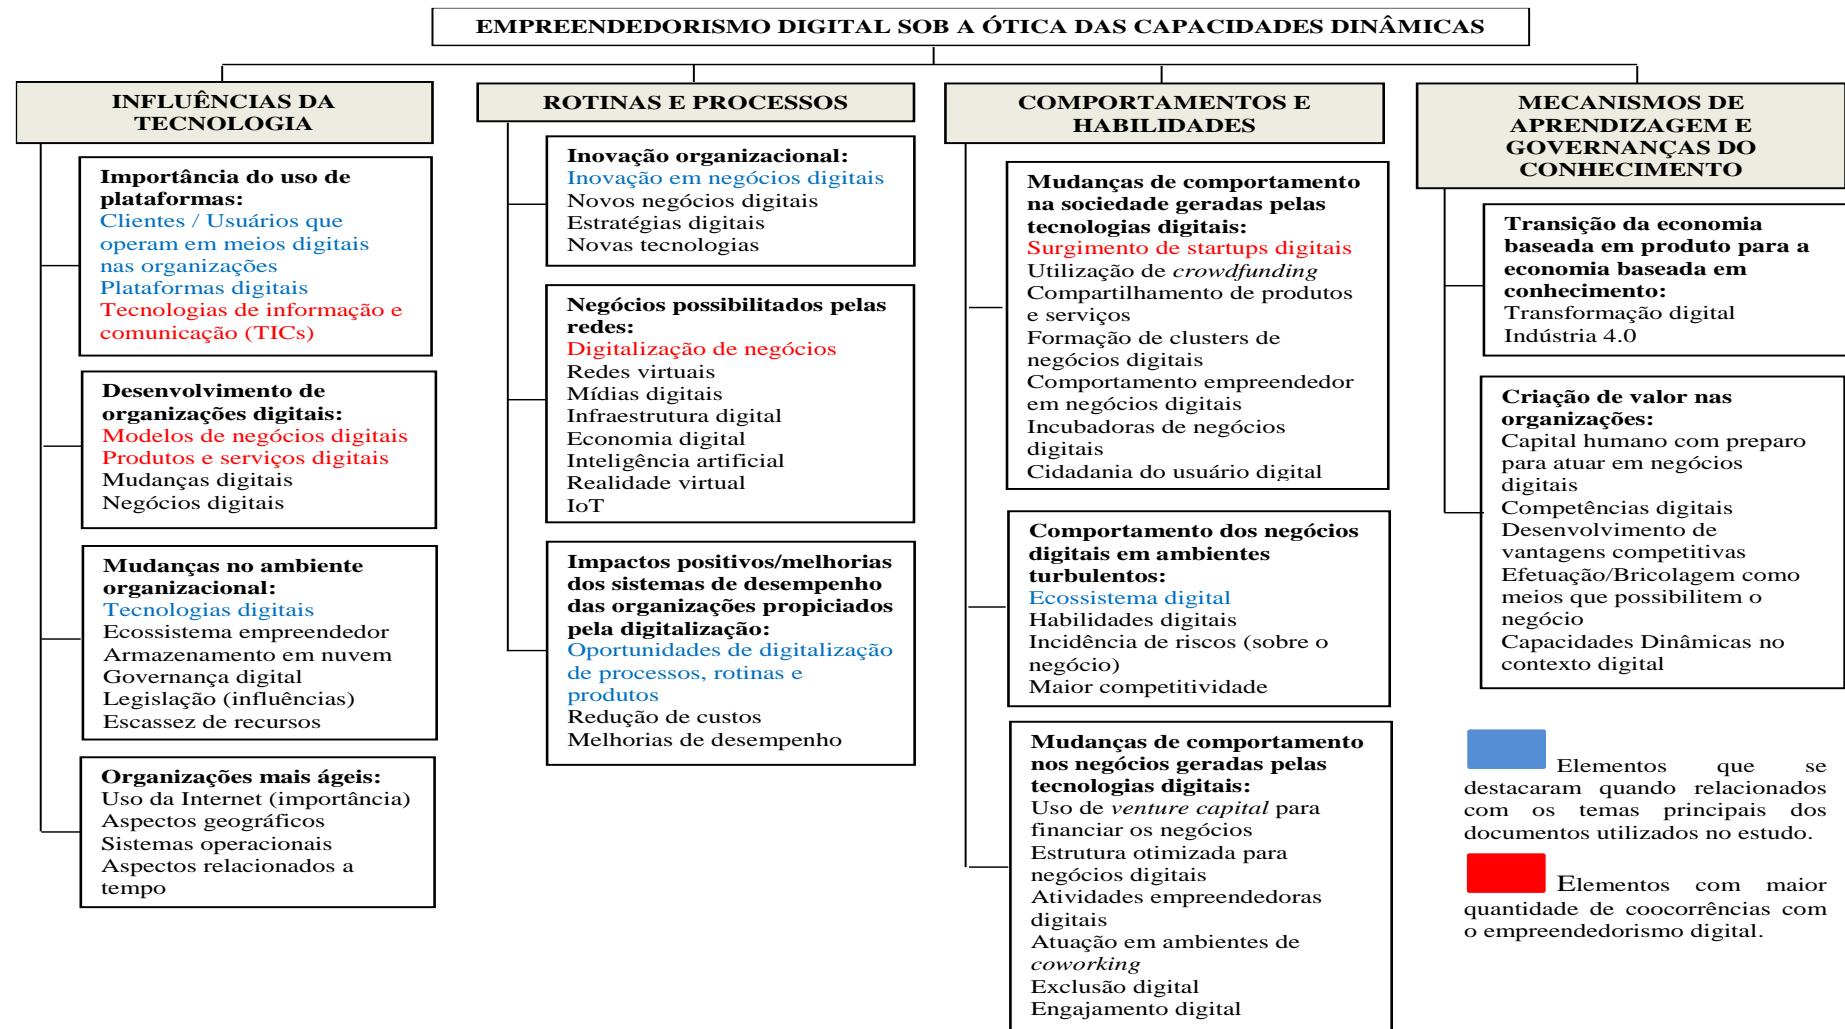 EMPREENDEDORISMO DIGITAL SOB A ÓTICA DAS CAPACIDADES DINÂMICAS
INFLUÊNCIAS DA
TECNOLOGIA
Importância do uso de
plataformas:
Clientes / Usuários que
operam em meios digitais
nas organizações
Plataformas digitais
Tecnologias de informação e
comunicação (TICs)
Desenvolvimento de
organizações digitais:
Modelos de negócios digitais
Produtos e serviços digitais
Mudanças digitais
Negócios digitais
Mudanças no ambiente
organizacional:
Tecnologias digitais
Ecossistema empreendedor
Armazenamento em nuvem
Governança digital
Legislação (influências)
Escassez de recursos
Organizações mais ágeis:
Uso da Internet (importância)
Aspectos geográficos
Sistemas operacionais
Aspectos relacionados a
tempo
ROTINAS E PROCESSOS
Inovação organizacional:
Inovação em negócios digitais
Novos negócios digitais
Estratégias digitais
Novas tecnologias
Negócios possibilitados pelas
redes:
Digitalização de negócios
Redes virtuais
Mídias digitais
Infraestrutura digital
Economia digital
Inteligência artificial
Realidade virtual
IoT
Impactos positivos/melhorias
dos sistemas de desempenho
das organizações propiciados
pela digitalização:
Oportunidades de digitalização
de processos, rotinas e
produtos
Redução de custos
Melhorias de desempenho
COMPORTAMENTOS E
HABILIDADES
Mudanças de comportamento
na sociedade geradas pelas
tecnologias digitais:
Surgimento de startups digitais
Utilização de crowdfunding
Compartilhamento de produtos
e serviços
Formação de clusters de
negócios digitais
Comportamento empreendedor
em negócios digitais
Incubadoras de negócios
digitais
Cidadania do usuário digital
Comportamento dos negócios
digitais em ambientes
turbulentos:
Ecossistema digital
Habilidades digitais
Incidência de riscos (sobre o
negócio)
Maior competitividade
Mudanças de comportamento
nos negócios geradas pelas
tecnologias digitais:
Uso de venture capital para
financiar os negócios
Estrutura otimizada para
negócios digitais
Atividades empreendedoras
digitais
Atuação em ambientes de
coworking
Exclusão digital
Engajamento digital
MECANISMOS DE
APRENDIZAGEM E
GOVERNANÇAS DO
CONHECIMENTO
Transição da economia
baseada em produto para a
economia baseada em
conhecimento:
Transformação digital
Indústria 4.0
Criação de valor nas
organizações:
Capital humano com preparo
para atuar em negócios
digitais
Competências digitais
Desenvolvimento de
vantagens competitivas
Efetuação/Bricolagem como
meios que possibilitem o
negócio
Capacidades Dinâmicas no
contexto digital
Elementos que se
destacaram quando relacionados
com os temas principais dos
documentos utilizados no estudo.
Elementos com maior
quantidade de coocorrências com
o empreendedorismo digital.